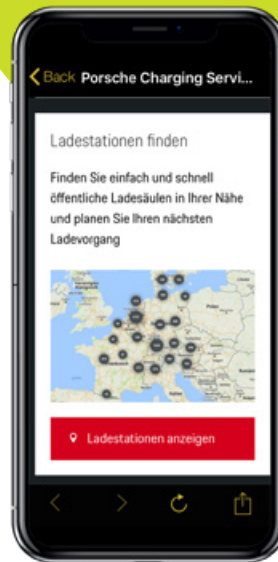 Back Porsche Charging Servi...
Ladestationen finden
Finden Sie einfach und schnell
öffentliche Ladesäulen in Ihrer Nähe
und planen Sie Ihren nächsten
Ladevorgang
Polen
Ladestationen anzeigen